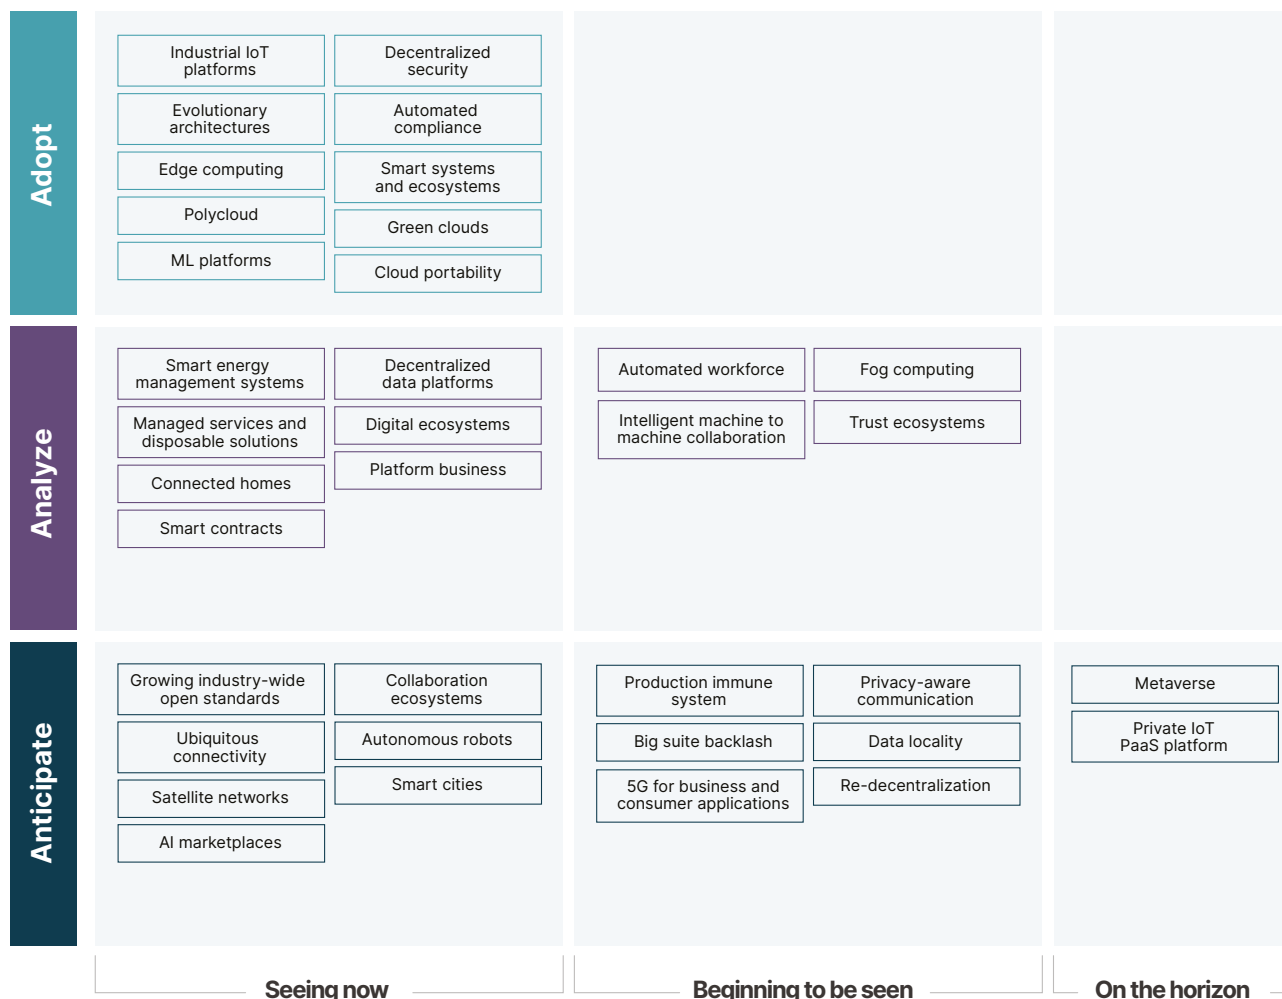 Adopt
Industrial IoT
platforms
Evolutionary
architectures
Edge computing
Polycloud
ML platforms
Decentralized
security
Automated
compliance
Smart systems
and ecosystems
Green clouds
Cloud portability
Analyze
Smart energy
management systems
Managed services and
disposable solutions
Connected homes
Smart contracts
Decentralized
data platforms
Digital ecosystems
Platform business
Automated workforce
Intelligent machine to
machine collaboration
Fog computing
Trust ecosystems
Anticipate
Growing industry-wide
open standards
Ubiquitous
connectivity
Satellite networks
AI marketplaces
Collaboration
ecosystems
Autonomous robots
Smart cities
Production immune
system
Big suite backlash
5G for business and
consumer applications
Privacy-aware
communication
Data locality
Re-decentralization
Metaverse
Private IoT
PaaS platform
Seeing now
Beginning to be seen
On the horizon